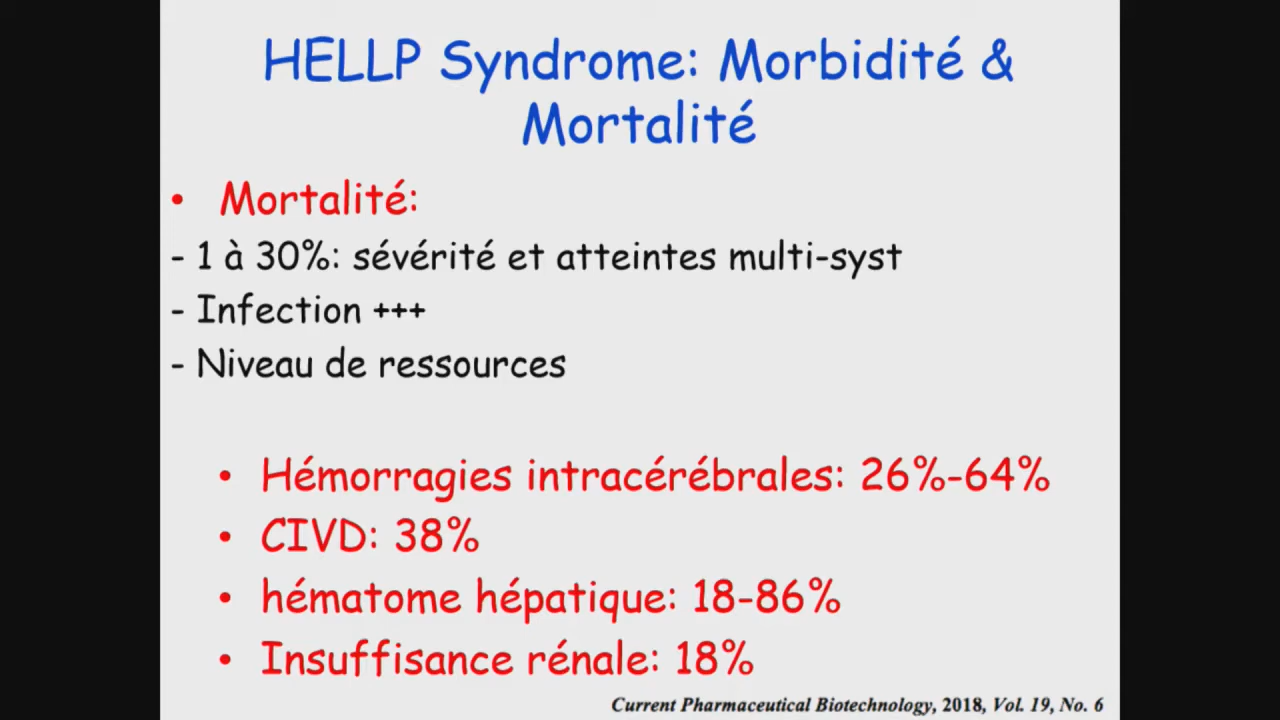 HELLP Syndrome: Morbidité &
Mortalité
• Mortalité:
- 1 à 30%: sévérité et atteintes multi-syst
- Infection +++
- Niveau de ressources
• Hémorragies intracérébrales: 26%-64%
• CIVD: 38%
• hématome hépatique: 18-86%
• Insuffisance rénale: 18%
Current Pharmaceutical Biotechnology, 2018, Vol. 19, No. 6